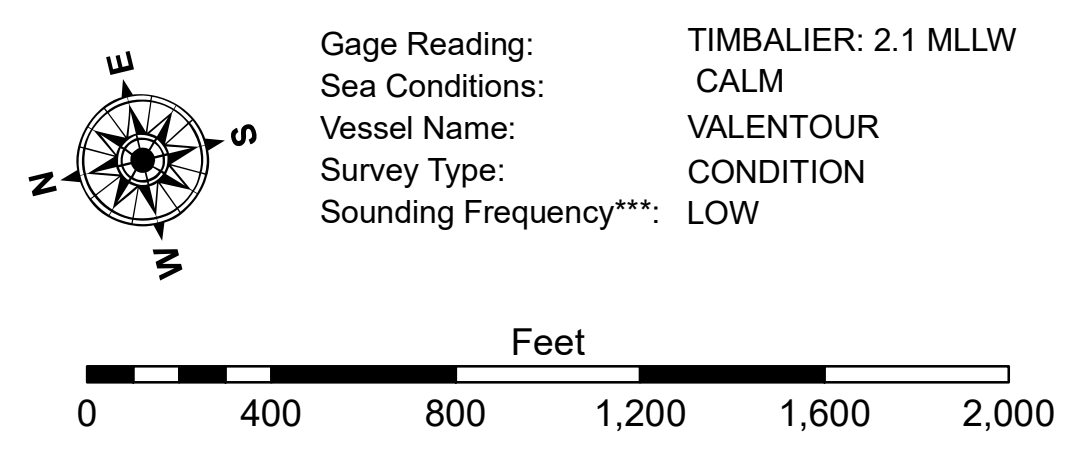 E
S
N
W
Gage Reading: TIMBALIER: 2.1 MLLW
Sea Conditions: CALM
Vessel Name: VALENTOUR
Survey Type: CONDITION
Sounding Frequency***: LOW
Feet
0 400 800 1,200 1,600 2,000